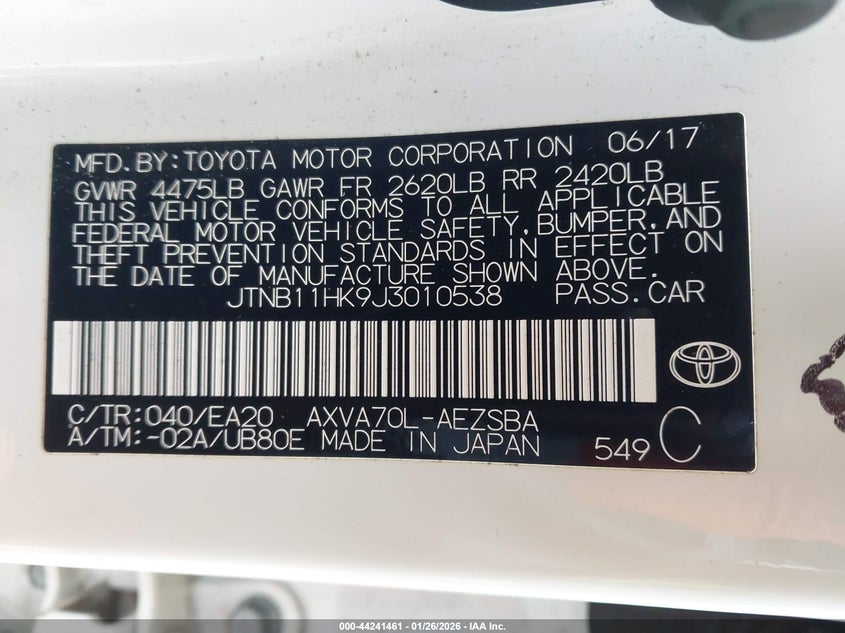 MFD.BY:TOYOTA MOTOR CORPORATION 06/17
GVWR 4475LB GAWR FR 2620LB RR 2420LB
THIS VEHICLE CONFORMS TO ALL APPLICABLE
FEDERAL MOTOR VEHICLE SAFETY,BUMPER,AND
THEFT PREVENTION STANDARDS IN EFFECT ON
THE DATE OF MANUFACTURE SHOWN ABOVE.
JTNB11HK9J3010538 PASS.CAR
C/TR:040/EA20 AXVA70L-AEZSBA
A/TM:-02A/UB80E MADE IN JAPAN 549 C
000-44241461 - 01/26/2026 - IAA Inc.